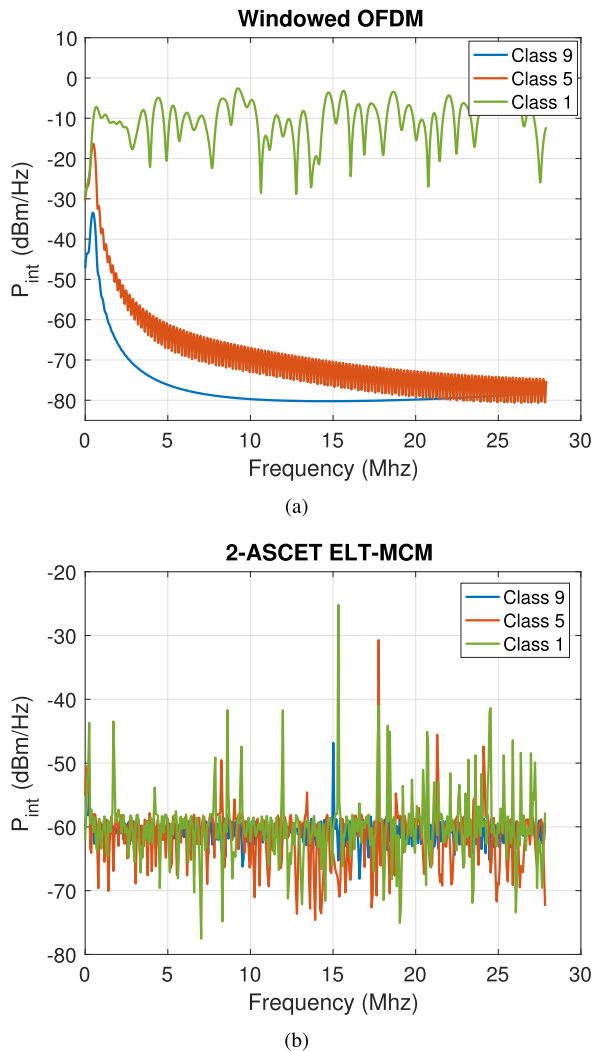 Windowed OFDM
10
0
-10
-20
-30
-40
-50
-60
-70
-80
P_int (dBm/Hz)
Class 9
Class 5
Class 1
0 5 10 15 20 25 30
Frequency (Mhz)
(a)
2-ASCET ELT-MCM
-20
-30
-40
-50
-60
-70
-80
P_int (dBm/Hz)
Class 9
Class 5
Class 1
0 5 10 15 20 25 30
Frequency (Mhz)
(b)